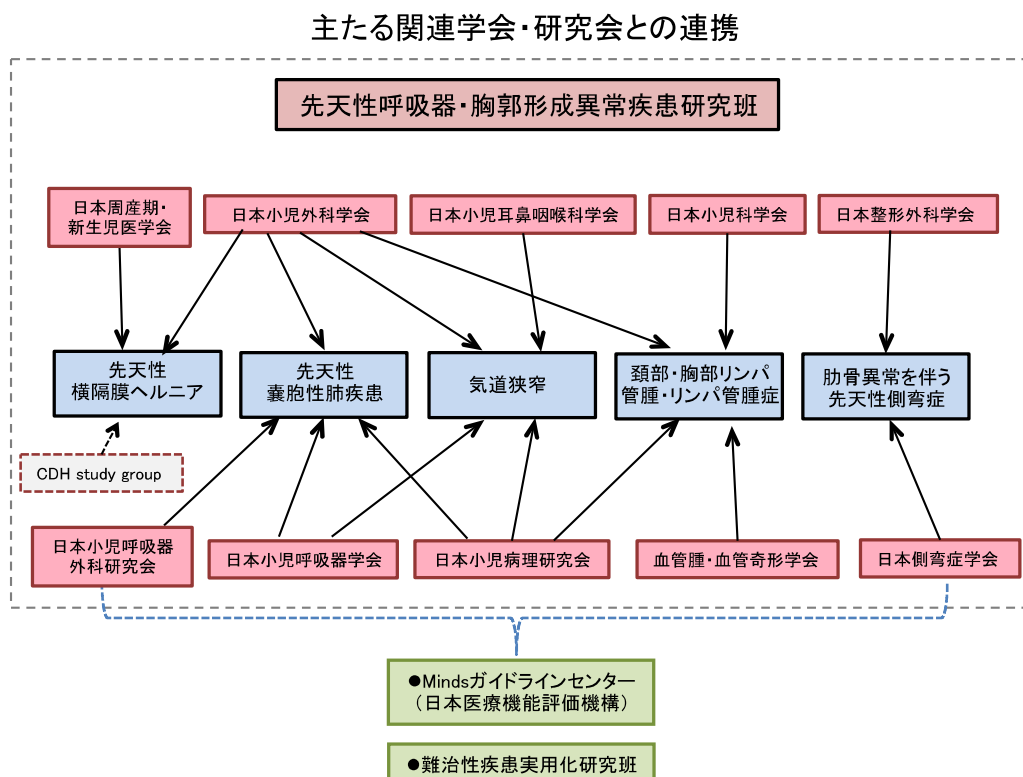 主たる関連学会・研究会との連携
先天性呼吸器・胸郭形成異常疾患研究班
日本周産期・
新生児医学会
日本小児外科学会
日本小児耳鼻咽喉科学会
日本小児科学会
日本整形外科学会
先天性
横隔膜ヘルニア
先天性
嚢胞性肺疾患
気道狭窄
頚部・胸部リンパ
管腫・リンパ管腫症
肋骨異常を伴う
先天性側弯症
CDH study group
日本小児呼吸器
外科研究会
日本小児呼吸器学会
日本小児病理研究会
血管腫・血管奇形学会
日本側弯症学会
●Mindsガイドラインセンター
（日本医療機能評価機構）
●難治性疾患実用化研究班